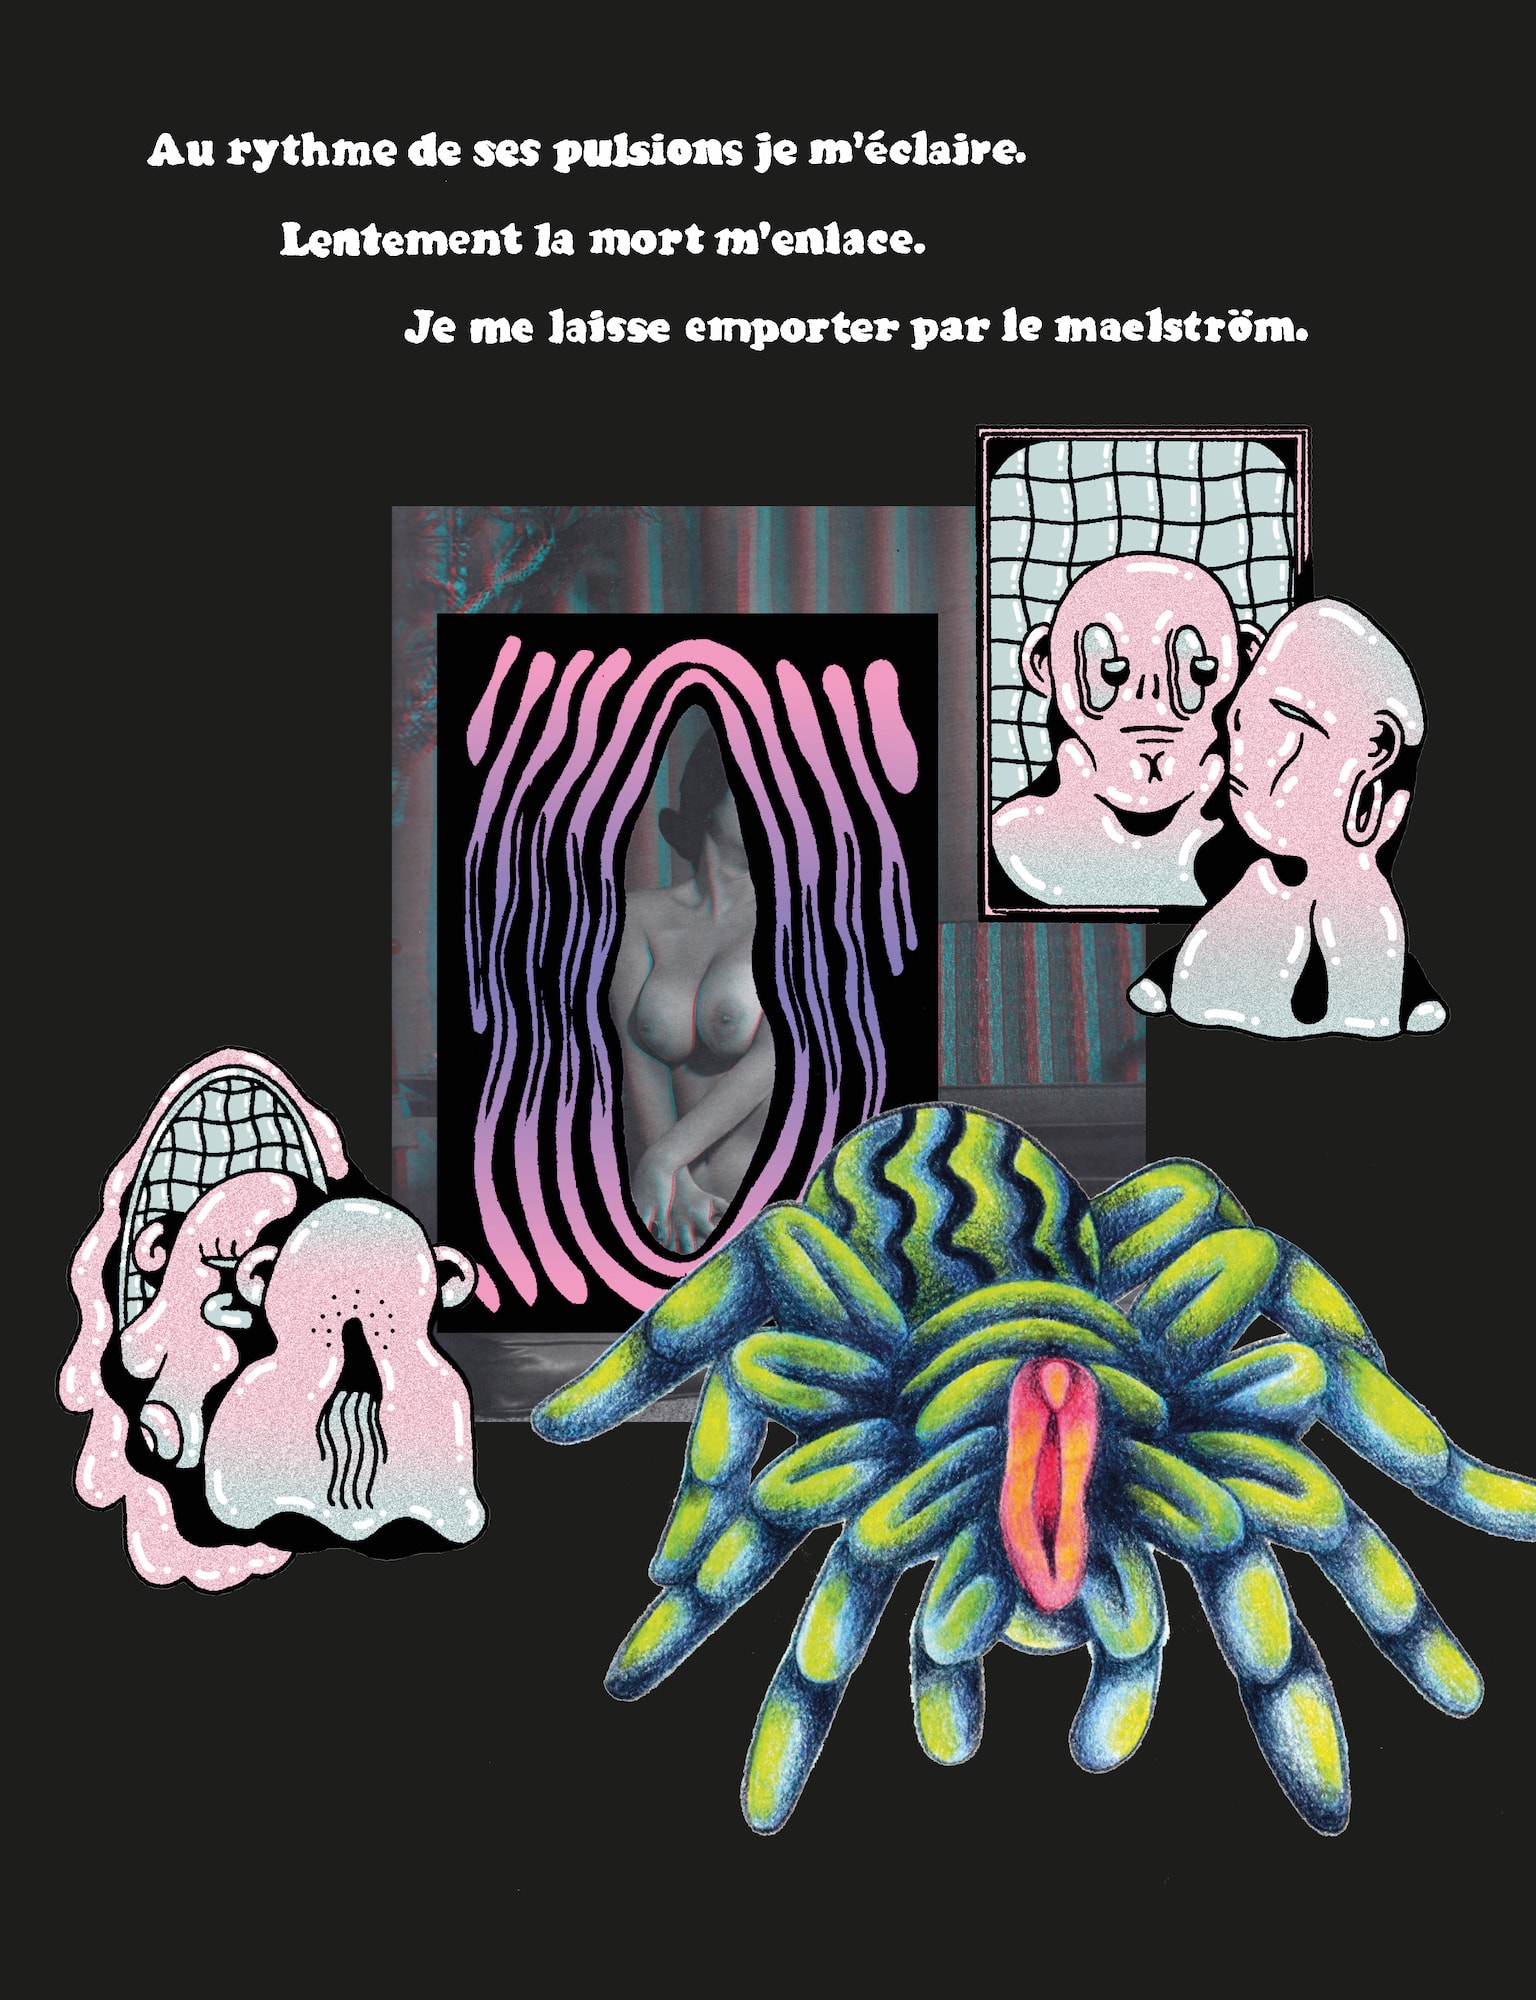 Au rythme de ses pulsions je m'éclaire.
Lentement la mort m'enlace.
Je me laisse emporter par le maelström.